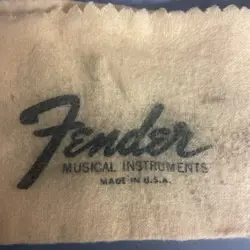 Fender
MUSICAL INSTRUMENTS
MADE IN U.S.A.